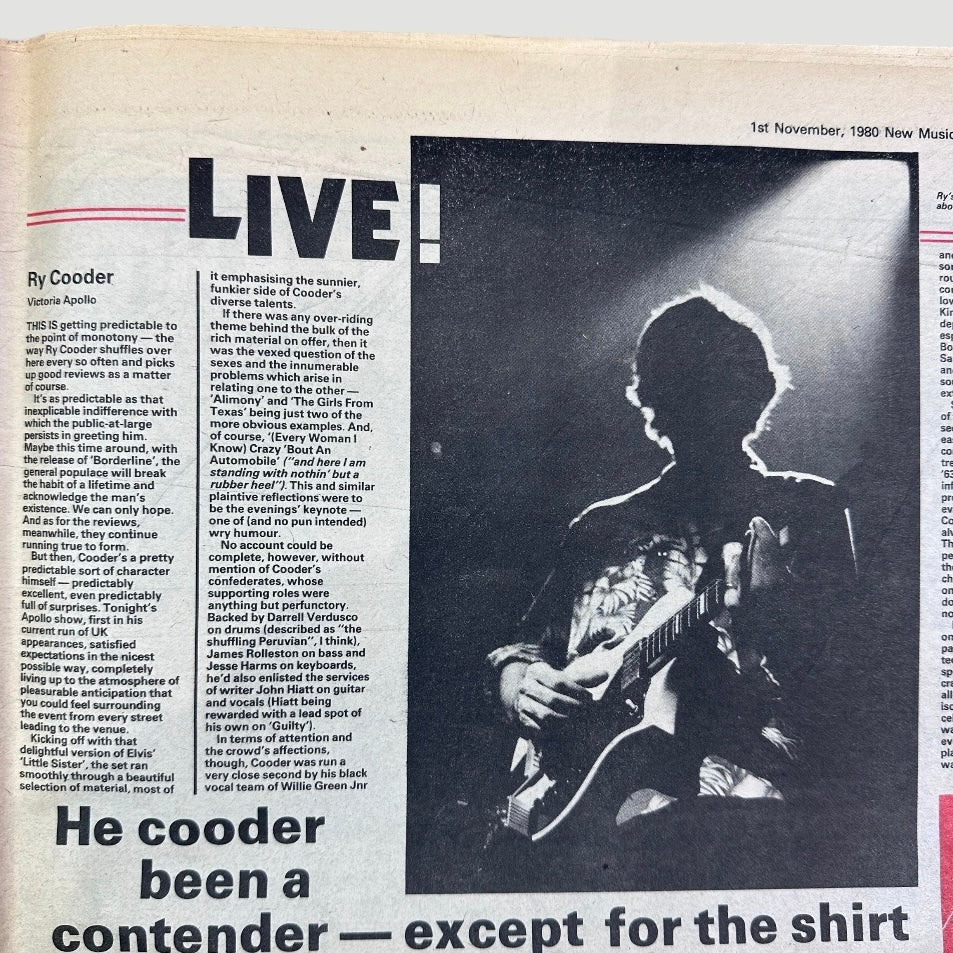 1st November, 1980 New Music
LIVE!
Ry Cooder
Victoria Apollo
THIS IS getting predictable to
the point of monotony — the
way Ry Cooder shuffles over
here every so often and picks
up good reviews as a matter
of course.
It's as predictable as that
inexplicable indifference with
which the public-at-large
persists in greeting him.
Maybe this time around, with
the release of 'Borderline', the
general populace will break
the habit of a lifetime and
acknowledge the man's
existence. We can only hope.
And as for the reviews,
meanwhile, they continue
running true to form.
But then, Cooder's a pretty
predictable sort of character
himself — predictably
excellent, even predictably
full of surprises. Tonight's
Apollo show, first in his
current run of UK
appearances, satisfied
expectations in the nicest
possible way, completely
living up to the atmosphere of
pleasurable anticipation that
you could feel surrounding
the event from every street
leading to the venue.
Kicking off with that
delightful version of Elvis'
'Little Sister', the set ran
smoothly through a beautiful
selection of material, most of
it emphasising the sunnier,
funkier side of Cooder's
diverse talents.
If there was any over-riding
theme behind the bulk of the
rich material on offer, then it
was the vexed question of the
sexes and the innumerable
problems which arise in
relating one to the other —
'Alimony' and 'The Girls From
Texas' being just two of the
more obvious examples. And,
of course, '(Every Woman I
Know) Crazy 'Bout An
Automobile' ("and here I am
standing with nothin' but a
rubber heel"). This and similar
plaintive reflections were to
be the evenings' keynote —
one of (and no pun intended)
wry humour.
No account could be
complete, however, without
mention of Cooder's
confederates, whose
supporting roles were
anything but perfunctory.
Backed by Darrell Verdusco
on drums (described as "the
shuffling Peruvian", I think),
James Rolleston on bass and
Jesse Harms on keyboards,
he'd also enlisted the services
of writer John Hiatt on guitar
and vocals (Hiatt being
rewarded with a lead spot of
his own on 'Guilty').
In terms of attention and
the crowd's affections,
though, Cooder was run a
very close second by his black
vocal team of Willie Green Jnr
He cooder
been a
contender — except for the shirt